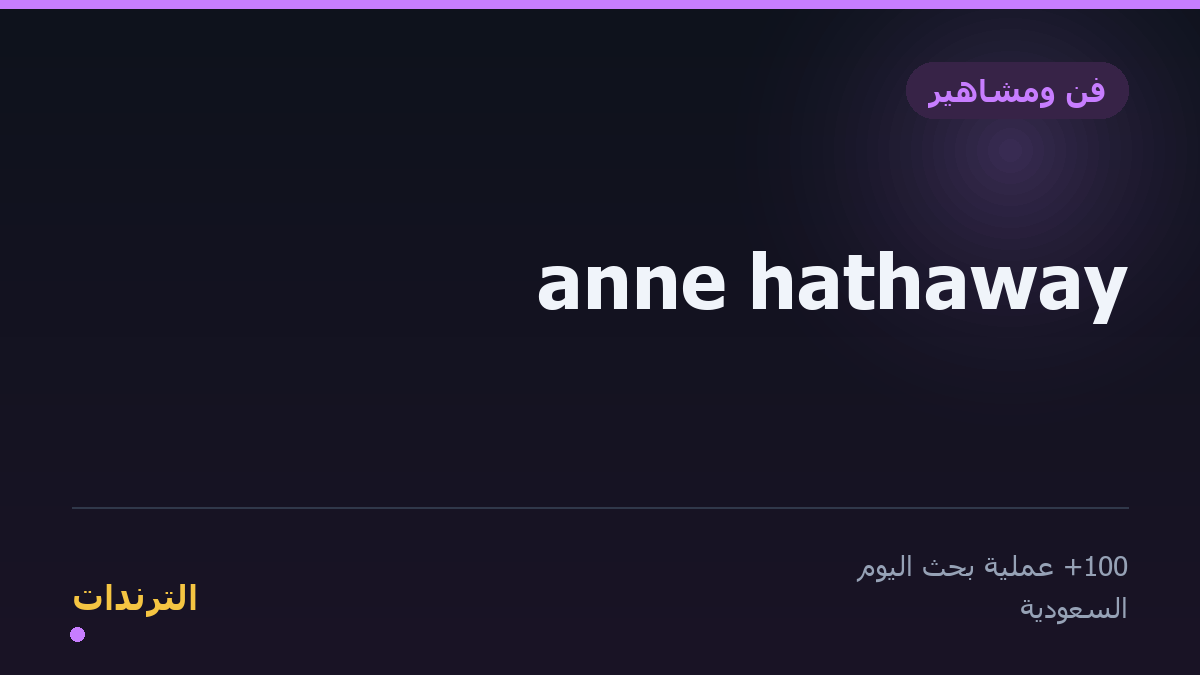 فن ومشاهير
anne hathaway
100+ عملية بحث اليوم
السعودية
الترندات